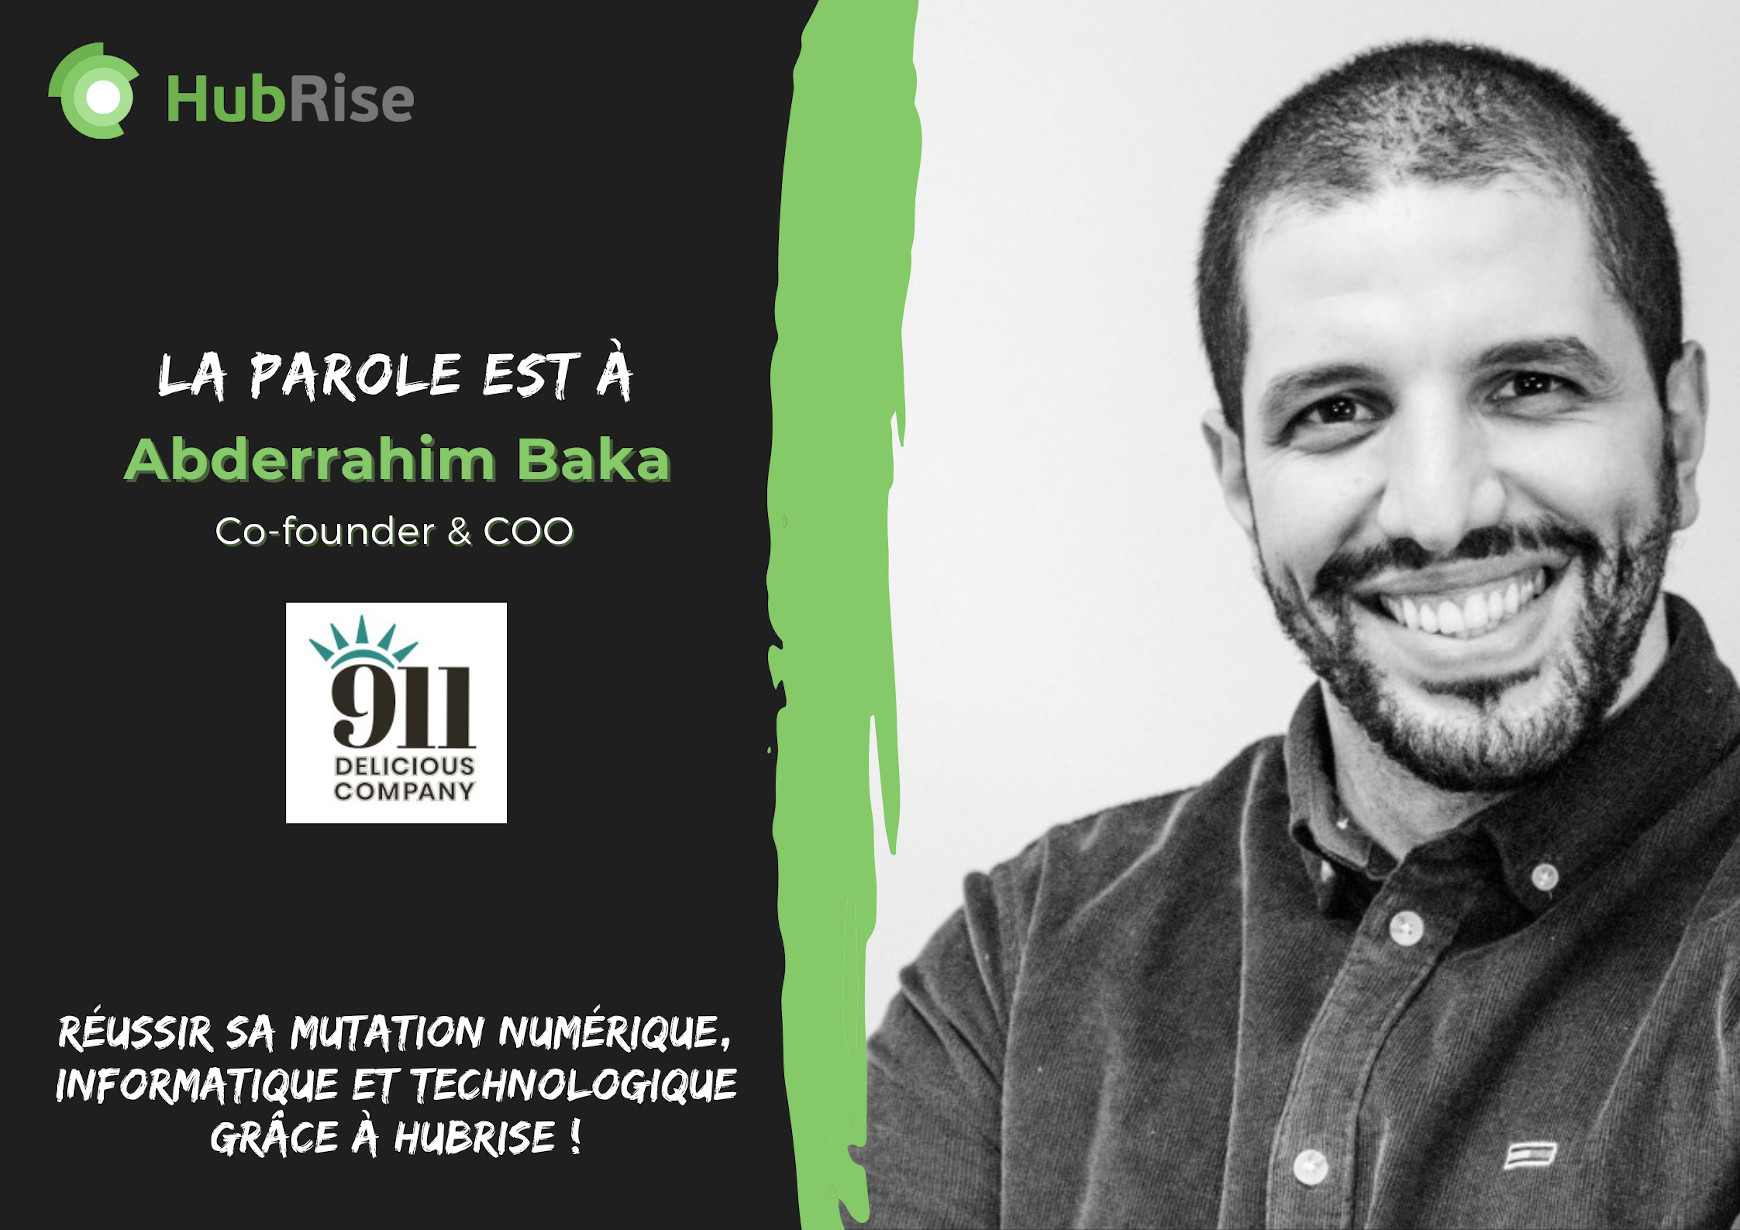 HubRise
LA PAROLE EST À
Abderrahim Baka
Co-founder & COO
911
DELICIOUS
COMPANY
RÉUSSIR SA MUTATION NUMÉRIQUE,
INFORMATIQUE ET TECHNOLOGIQUE
GRÂCE À HUBRISE !